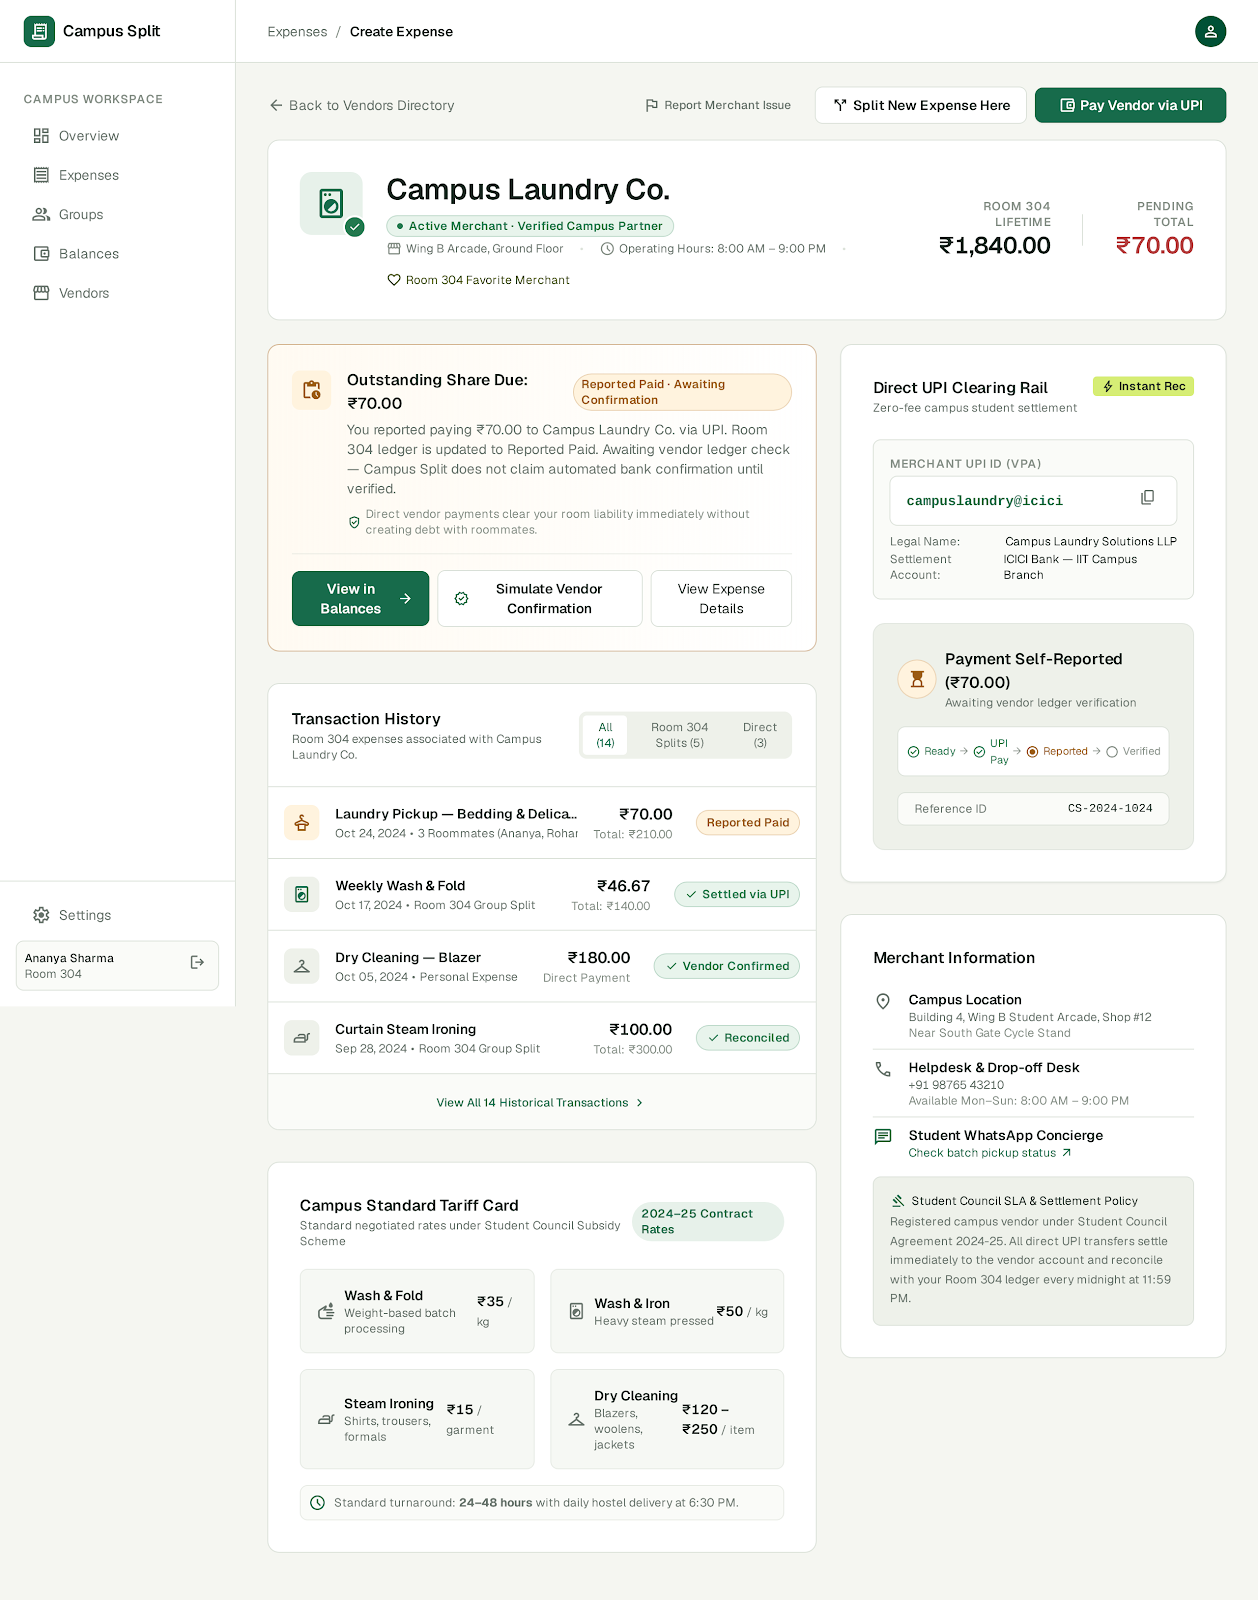 Campus Split
Expenses / Create Expense
CAMPUS WORKSPACE
Overview
Expenses
Groups
Balances
Vendors
Settings
Ananya Sharma
Room 304
Back to Vendors Directory
Report Merchant Issue
Split New Expense Here
Pay Vendor via UPI
Campus Laundry Co.
Active Merchant · Verified Campus Partner
Wing B Arcade, Ground Floor · Operating Hours: 8:00 AM – 9:00 PM ·
Room 304 Favorite Merchant
ROOM 304
LIFETIME
₹1,840.00
PENDING
TOTAL
₹70.00
Outstanding Share Due:
₹70.00
Reported Paid · Awaiting
Confirmation
You reported paying ₹70.00 to Campus Laundry Co. via UPI. Room
304 ledger is updated to Reported Paid. Awaiting vendor ledger check
— Campus Split does not claim automated bank confirmation until
verified.
Direct vendor payments clear your room liability immediately without
creating debt with roommates.
View in
Balances
Simulate Vendor
Confirmation
View Expense
Details
Transaction History
Room 304 expenses associated with Campus
Laundry Co.
All
(14)
Room 304
Splits (5)
Direct
(3)
Laundry Pickup — Bedding & Delica...
Oct 24, 2024 • 3 Roommates (Ananya, Rohar
₹70.00
Total: ₹210.00
Reported Paid
Weekly Wash & Fold
Oct 17, 2024 • Room 304 Group Split
₹46.67
Total: ₹140.00
Settled via UPI
Dry Cleaning — Blazer
Oct 05, 2024 • Personal Expense
₹180.00
Direct Payment
Vendor Confirmed
Curtain Steam Ironing
Sep 28, 2024 • Room 304 Group Split
₹100.00
Total: ₹300.00
Reconciled
View All 14 Historical Transactions
Campus Standard Tariff Card
Standard negotiated rates under Student Council Subsidy
Scheme
2024–25 Contract
Rates
Wash & Fold
Weight-based batch
processing
₹35 /
kg
Wash & Iron
Heavy steam pressed
₹50 / kg
Steam Ironing
Shirts, trousers,
formals
₹15 /
garment
Dry Cleaning
Blazers,
woolens,
jackets
₹120 –
₹250 / item
Standard turnaround: 24–48 hours with daily hostel delivery at 6:30 PM.
Direct UPI Clearing Rail
Zero-fee campus student settlement
Instant Rec
MERCHANT UPI ID (VPA)
campuslaundry@icici
Legal Name: Campus Laundry Solutions LLP
Settlement
Account:
ICICI Bank — IIT Campus
Branch
Payment Self-Reported
(₹70.00)
Awaiting vendor ledger verification
Ready → UPI
Pay → Reported → Verified
Reference ID CS-2024-1024
Merchant Information
Campus Location
Building 4, Wing B Student Arcade, Shop #12
Near South Gate Cycle Stand
Helpdesk & Drop-off Desk
+91 98765 43210
Available Mon–Sun: 8:00 AM – 9:00 PM
Student WhatsApp Concierge
Check batch pickup status
Student Council SLA & Settlement Policy
Registered campus vendor under Student Council
Agreement 2024-25. All direct UPI transfers settle
immediately to the vendor account and reconcile
with your Room 304 ledger every midnight at 11:59
PM.